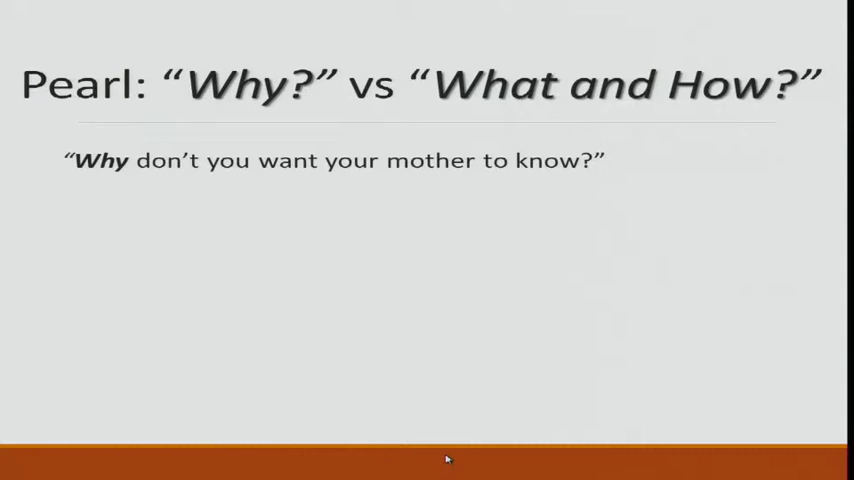 Pearl: “Why?” vs “What and How?”
“Why don’t you want your mother to know?”